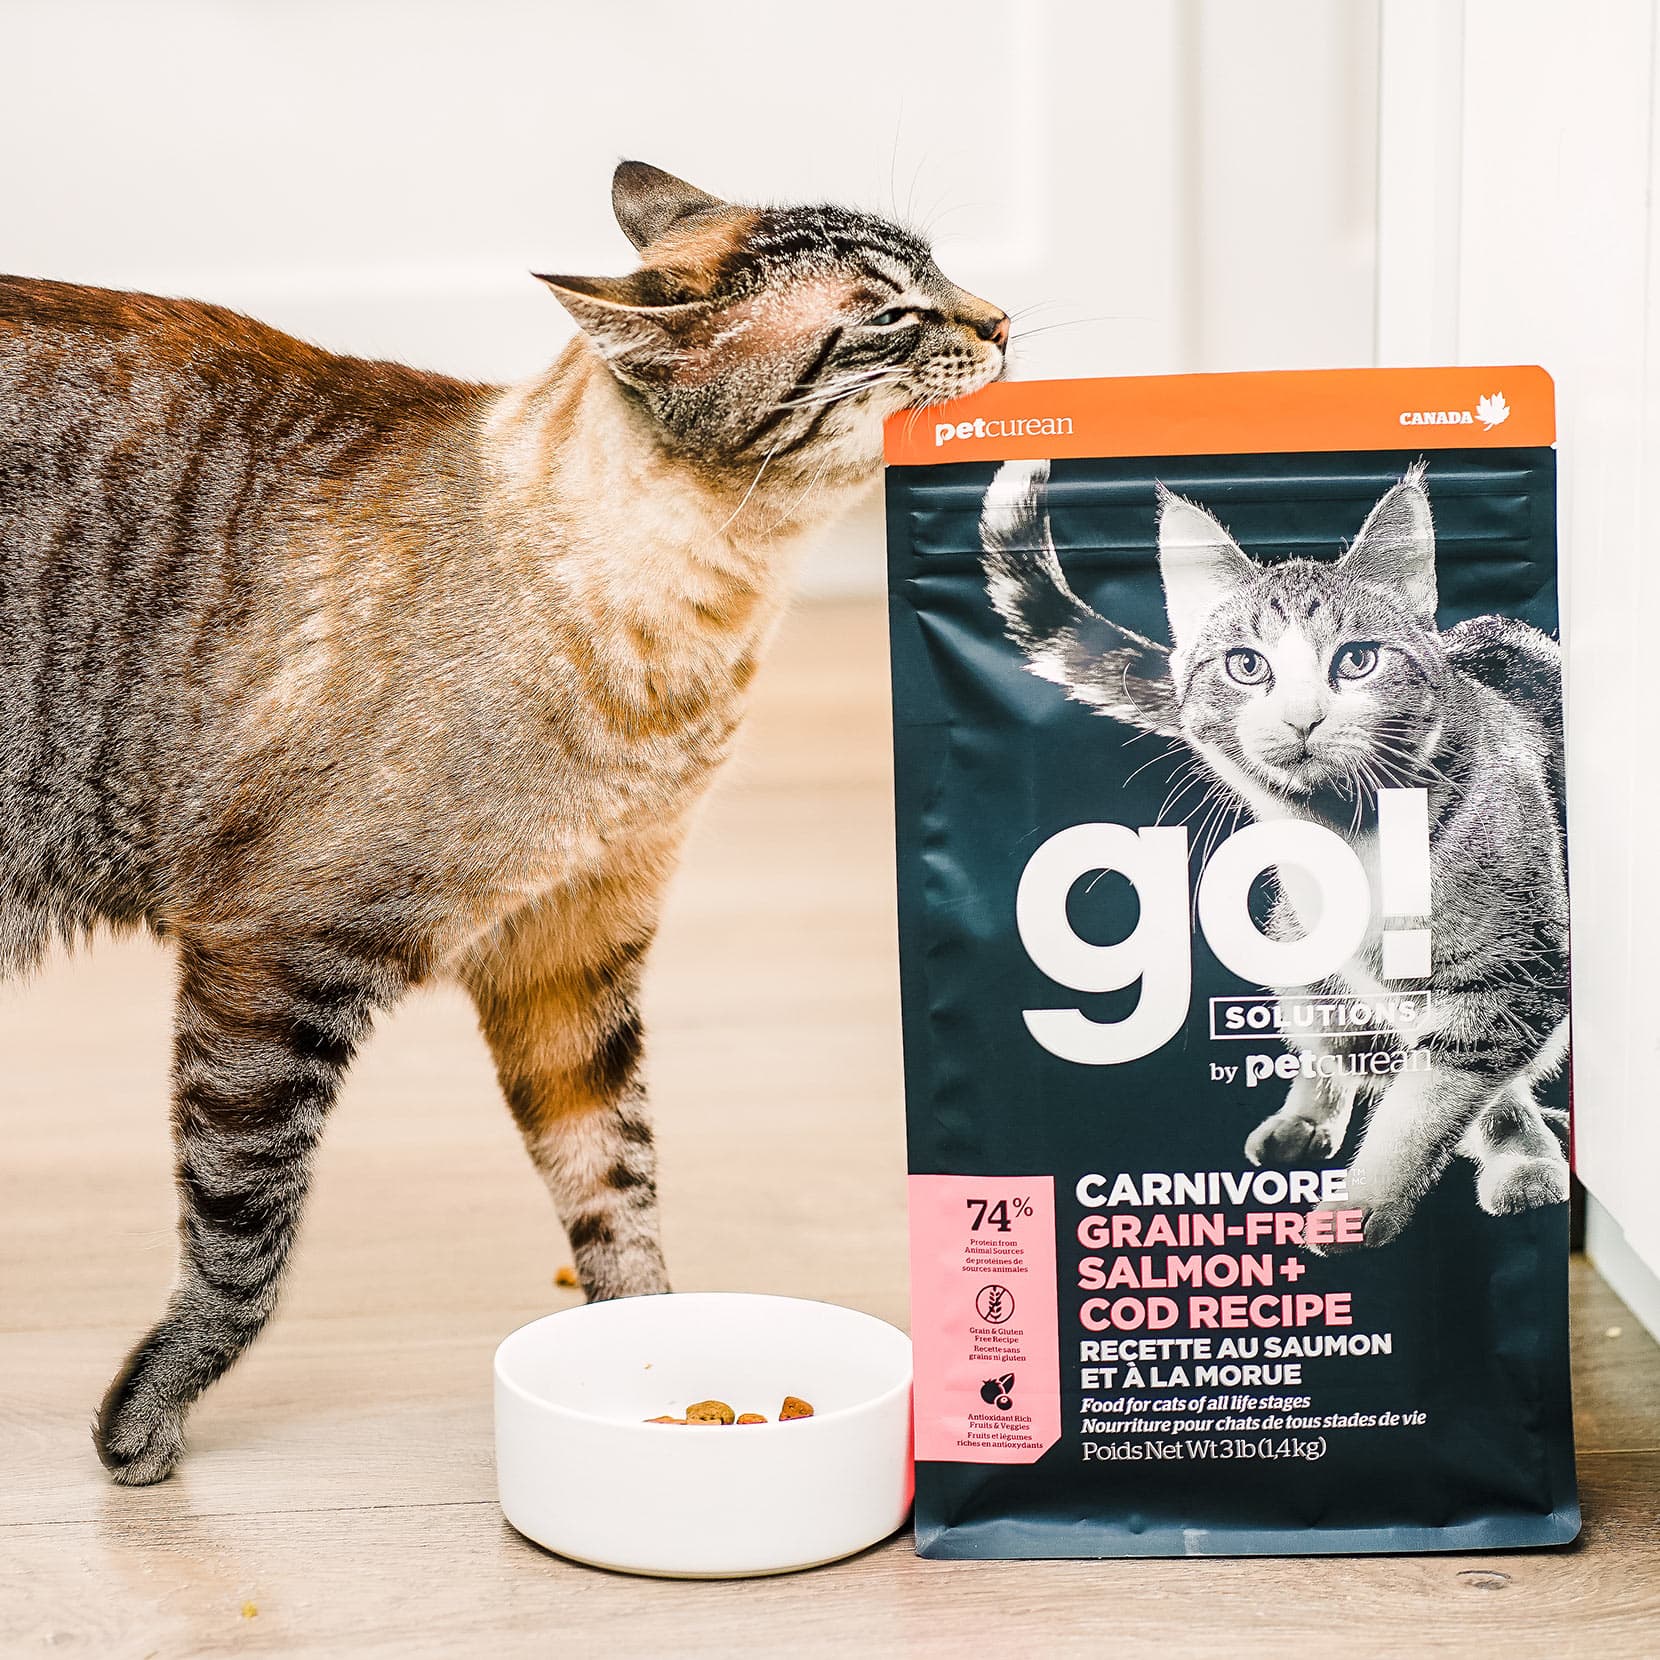 petcurean
CANADA
go!
SOLUTIONS
by petcurean
74%
Protein from
Animal Sources
de protéines de
sources animales
Grain & Gluten
Free Recipe
Recette sans
grains ni gluten
Antioxidant Rich
Fruits & Veggies
Fruits et légumes
riches en antioxydants
CARNIVORE TM MC
GRAIN-FREE
SALMON +
COD RECIPE
RECETTE AU SAUMON
ET À LA MORUE
Food for cats of all life stages
Nourriture pour chats de tous stades de vie
Poids Net Wt 3 lb (1,4 kg)